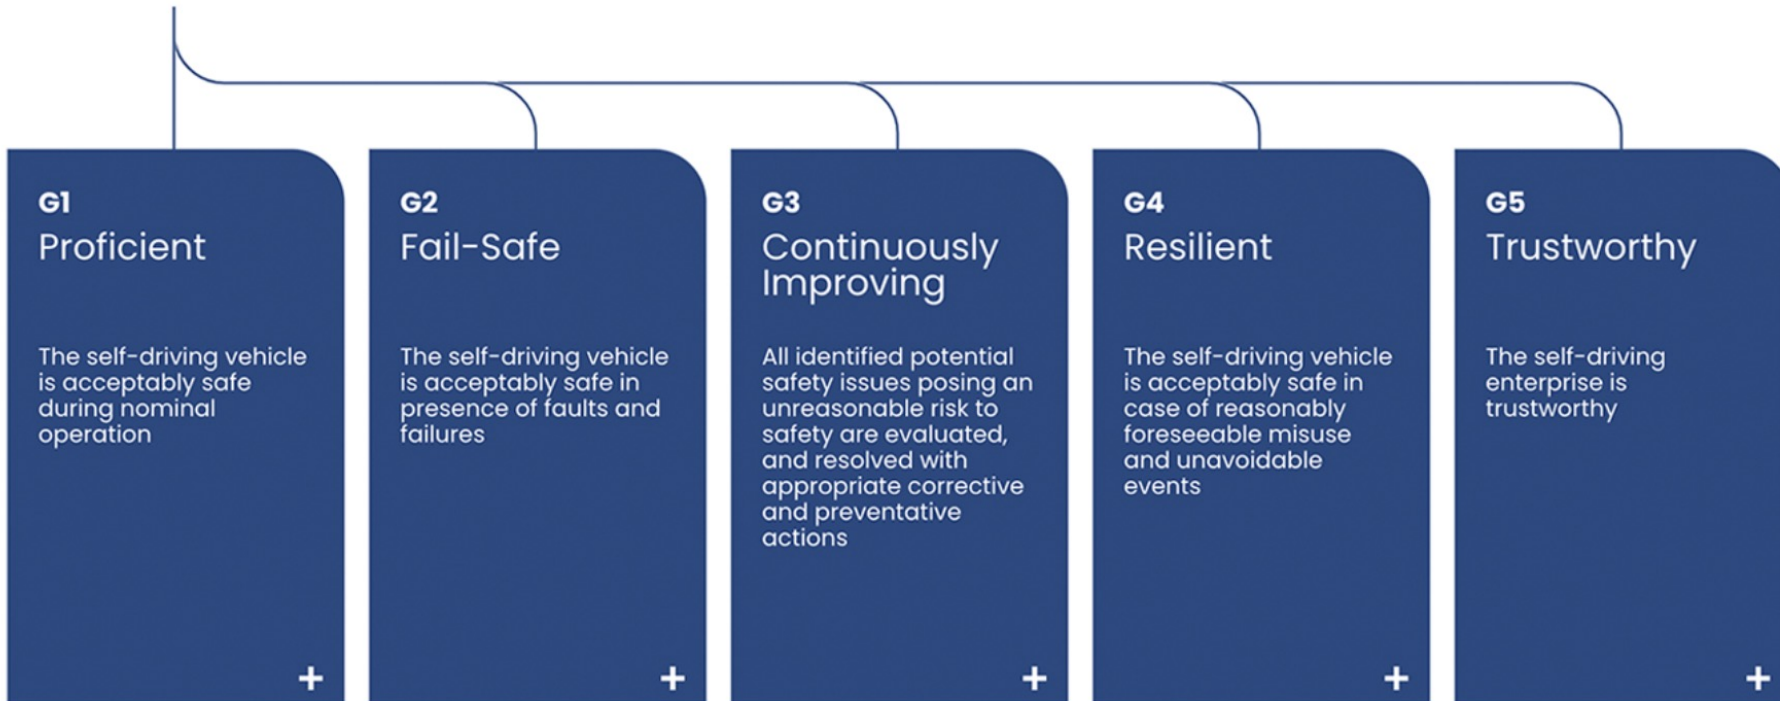 G1
Proficient
The self-driving vehicle
is acceptably safe
during nominal
operation
+
G2
Fail-Safe
The self-driving vehicle
is acceptably safe in
presence of faults and
failures
+
G3
Continuously
Improving
All identified potential
safety issues posing an
unreasonable risk to
safety are evaluated,
and resolved with
appropriate corrective
and preventative
actions
+
G4
Resilient
The self-driving vehicle
is acceptably safe in
case of reasonably
foreseeable misuse
and unavoidable
events
+
G5
Trustworthy
The self-driving
enterprise is
trustworthy
+